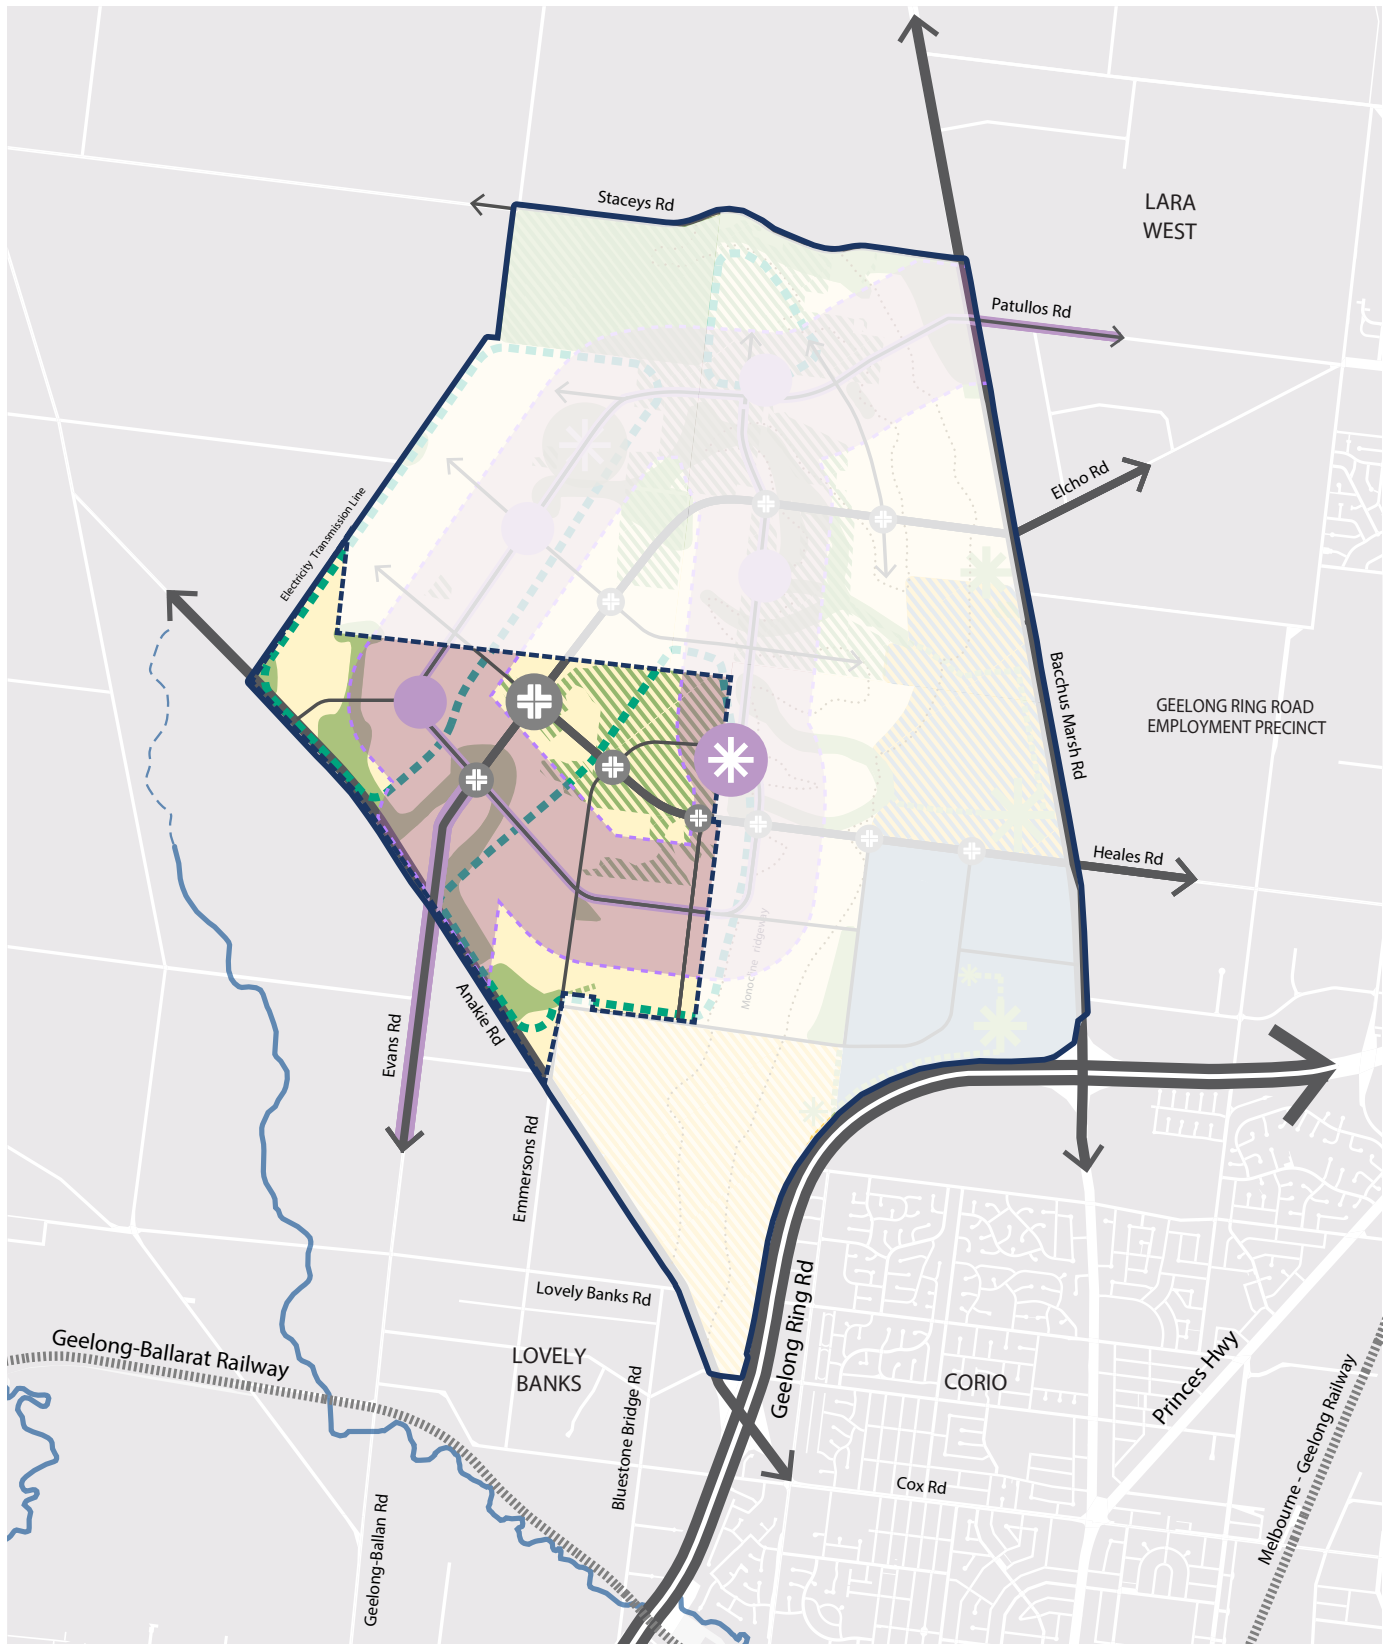 Staceys Rd
LARA
WEST
Patullos Rd
Elcho Rd
Electricity Transmission Line
Bacchus Marsh Rd
GEELONG RING ROAD
EMPLOYMENT PRECINCT
Heales Rd
Monocline ridgeway
Anakie Rd
Evans Rd
Emmersons Rd
Lovely Banks Rd
Geelong Ring Rd
Geelong-Ballarat Railway
LOVELY
BANKS
CORIO
Princes Hwy
Bluestone Bridge Rd
Melbourne - Geelong Railway
Cox Rd
Geelong-Ballan Rd